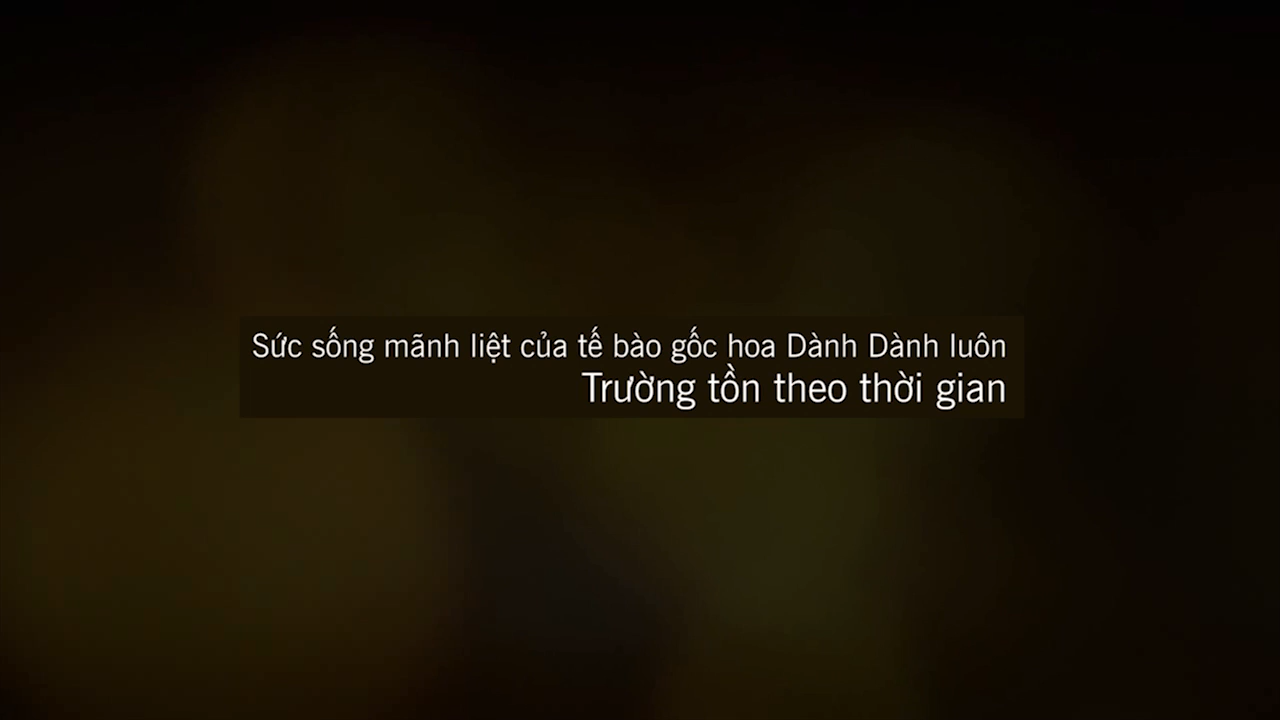 Sức sống mãnh liệt của tế bào gốc hoa Dành Dành luôn
Trường tồn theo thời gian